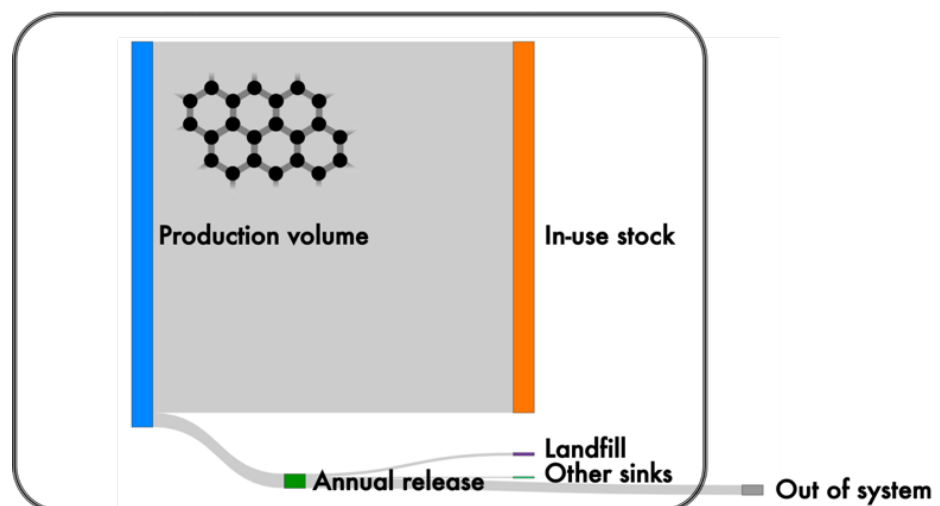 Production volume
In-use stock
Landfill
Annual release
Other sinks
Out of system